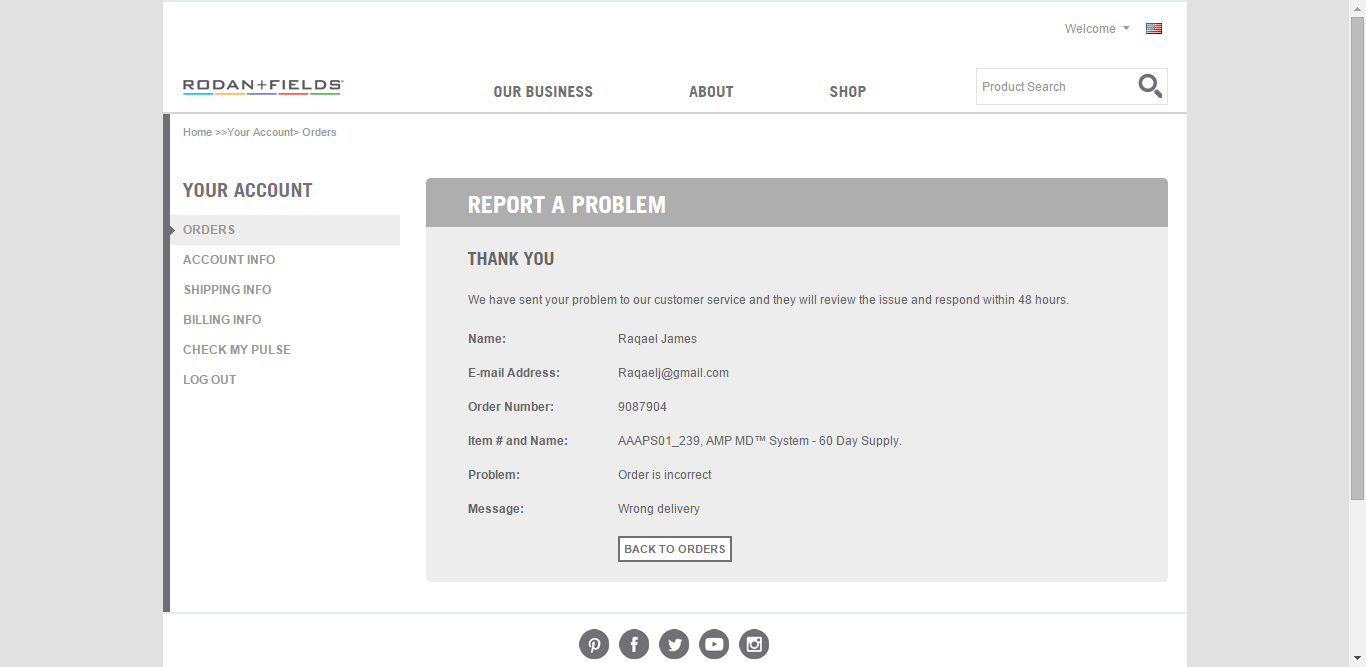 Welcome
RODAN+FIELDS
OUR BUSINESS
ABOUT
SHOP
Product Search
Home >>Your Account> Orders
YOUR ACCOUNT
ORDERS
ACCOUNT INFO
SHIPPING INFO
BILLING INFO
CHECK MY PULSE
LOG OUT
REPORT A PROBLEM
THANK YOU
We have sent your problem to our customer service and they will review the issue and respond within 48 hours.
Name: Raqael James
E-mail Address: Raqaelj@gmail.com
Order Number: 9087904
Item # and Name: AAAPS01_239, AMP MD™ System - 60 Day Supply.
Problem: Order is incorrect
Message: Wrong delivery
BACK TO ORDERS